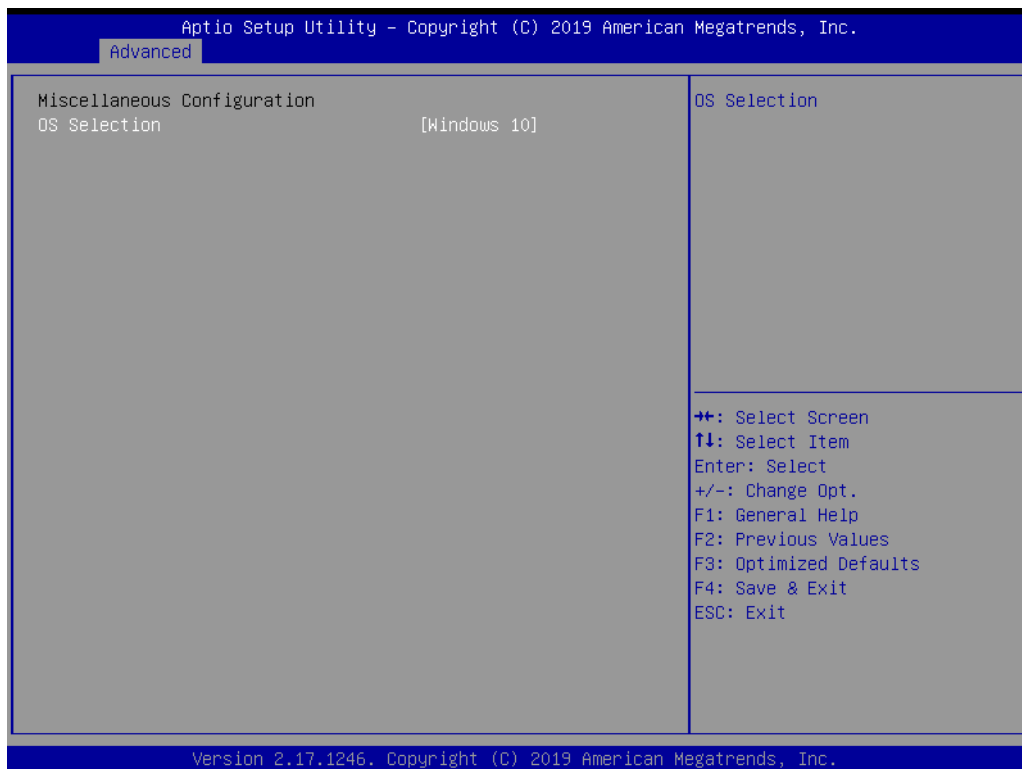 Aptio Setup Utility – Copyright (C) 2019 American Megatrends, Inc.
Advanced
Miscellaneous Configuration
OS Selection [Windows 10]
OS Selection
→←: Select Screen
↑↓: Select Item
Enter: Select
+/-: Change Opt.
F1: General Help
F2: Previous Values
F3: Optimized Defaults
F4: Save & Exit
ESC: Exit
Version 2.17.1246. Copyright (C) 2019 American Megatrends, Inc.